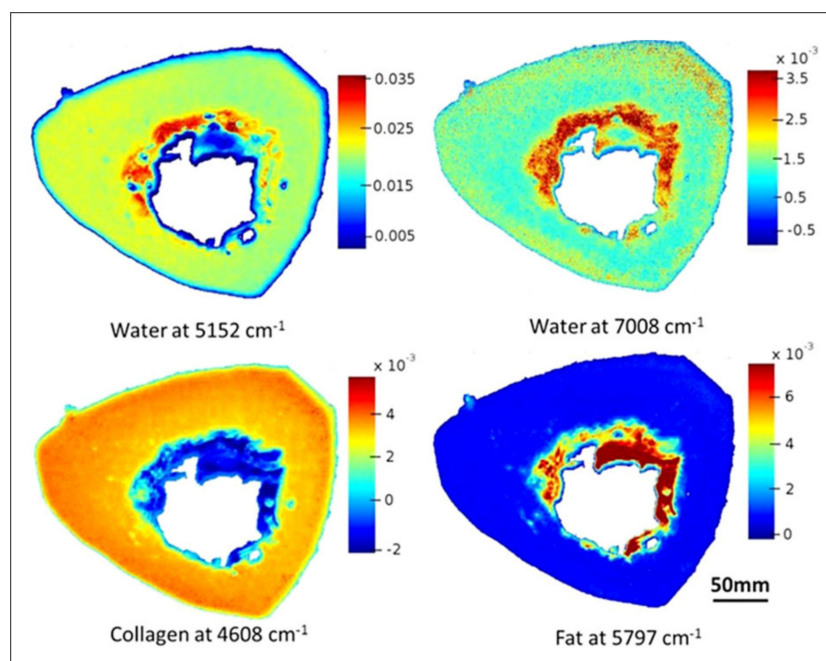 0.035
0.025
0.015
0.005
Water at 5152 cm-1
x 10-3
3.5
2.5
1.5
0.5
-0.5
Water at 7008 cm-1
x 10-3
4
2
0
-2
Collagen at 4608 cm-1
x 10-3
6
4
2
0
50mm
Fat at 5797 cm-1